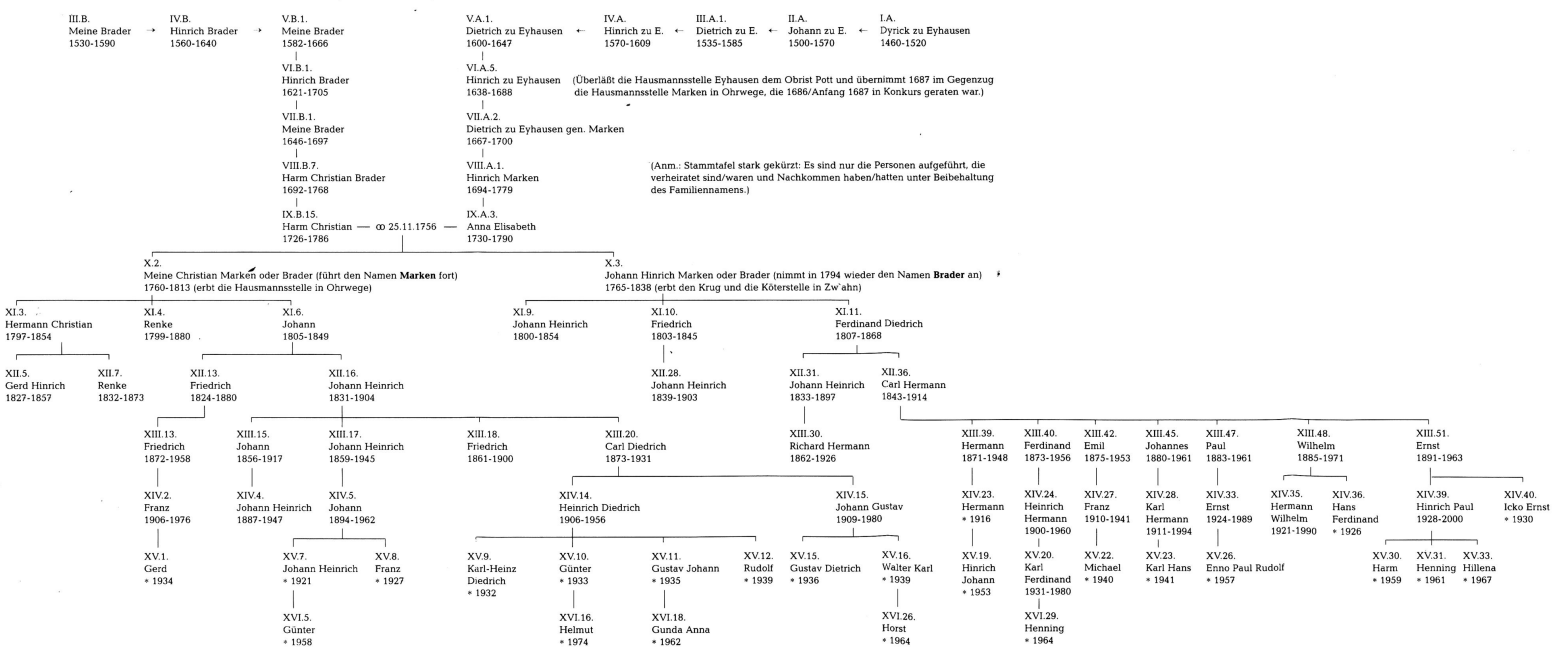 III.B. IV.B. V.B.1. V.A.1. IV.A. III.A.1. II.A. I.A.
Meine Brader → Hinrich Brader → Meine Brader Dietrich zu Eyhausen ← Hinrich zu E. ← Dietrich zu E. ← Johann zu E. ← Dyrick zu Eyhausen
1530-1590 1560-1640 1582-1666 1600-1647 1570-1609 1535-1585 1500-1570 1460-1520
VI.B.1. VI.A.5.
Hinrich Brader Hinrich zu Eyhausen (Überläßt die Hausmannsstelle Eyhausen dem Obrist Pott und übernimmt 1687 im Gegenzug
1621-1705 1638-1688 die Hausmannsstelle Marken in Ohrwege, die 1686/Anfang 1687 in Konkurs geraten war.)
VII.B.1. VII.A.2.
Meine Brader Dietrich zu Eyhausen gen. Marken
1646-1697 1667-1700
VIII.B.7. VIII.A.1. (Anm.: Stammtafel stark gekürzt: Es sind nur die Personen aufgeführt, die
Harm Christian Brader Hinrich Marken verheiratet sind/waren und Nachkommen haben/hatten unter Beibehaltung
1692-1768 1694-1779 des Familiennamens.)
IX.B.15. IX.A.3.
Harm Christian — ꝏ 25.11.1756 — Anna Elisabeth
1726-1786 1730-1790
X.2. X.3.
Meine Christian Marken oder Brader (führt den Namen Marken fort) Johann Hinrich Marken oder Brader (nimmt in 1794 wieder den Namen Brader an)
1760-1813 (erbt die Hausmannsstelle in Ohrwege) 1765-1838 (erbt den Krug und die Köterstelle in Zw`ahn)
XI.3. XI.4. XI.6. XI.9. XI.10. XI.11.
Hermann Christian Renke Johann Johann Heinrich Friedrich Ferdinand Diedrich
1797-1854 1799-1880 1805-1849 1800-1854 1803-1845 1807-1868
XII.5. XII.7. XII.13. XII.16. XII.28. XII.31. XII.36.
Gerd Hinrich Renke Friedrich Johann Heinrich Johann Heinrich Johann Heinrich Carl Hermann
1827-1857 1832-1873 1824-1880 1831-1904 1839-1903 1833-1897 1843-1914
XIII.13. XIII.15. XIII.17. XIII.18. XIII.20. XIII.30. XIII.39. XIII.40. XIII.42. XIII.45. XIII.47. XIII.48. XIII.51.
Friedrich Johann Johann Heinrich Friedrich Carl Diedrich Richard Hermann Hermann Ferdinand Emil Johannes Paul Wilhelm Ernst
1872-1958 1856-1917 1859-1945 1861-1900 1873-1931 1862-1926 1871-1948 1873-1956 1875-1953 1880-1961 1883-1961 1885-1971 1891-1963
XIV.2. XIV.4. XIV.5. XIV.14. XIV.15. XIV.23. XIV.24. XIV.27. XIV.28. XIV.33. XIV.35. XIV.36. XIV.39. XIV.40.
Franz Johann Heinrich Johann Heinrich Diedrich Johann Gustav Hermann Heinrich Franz Karl Ernst Hermann Hans Hinrich Paul Icko Ernst
1906-1976 1887-1947 1894-1962 1906-1956 1909-1980 * 1916 Hermann 1910-1941 Hermann 1924-1989 Wilhelm Ferdinand 1928-2000 * 1930
1900-1960 1911-1994 1921-1990 * 1926
XV.1. XV.7. XV.8. XV.9. XV.10. XV.11. XV.12. XV.15. XV.16. XV.19. XV.20. XV.22. XV.23. XV.26. XV.30. XV.31. XV.33.
Gerd Johann Heinrich Franz Karl-Heinz Günter Gustav Johann Rudolf Gustav Dietrich Walter Karl Hinrich Karl Michael Karl Hans Enno Paul Rudolf Harm Henning Hillena
* 1934 * 1921 * 1927 Diedrich * 1933 * 1935 * 1939 * 1936 * 1939 Johann Ferdinand * 1940 * 1941 * 1957 * 1959 * 1961 * 1967
* 1932 * 1953 1931-1980
XVI.5. XVI.16. XVI.18. XVI.26. XVI.29.
Günter Helmut Gunda Anna Horst Henning
* 1958 * 1974 * 1962 * 1964 * 1964